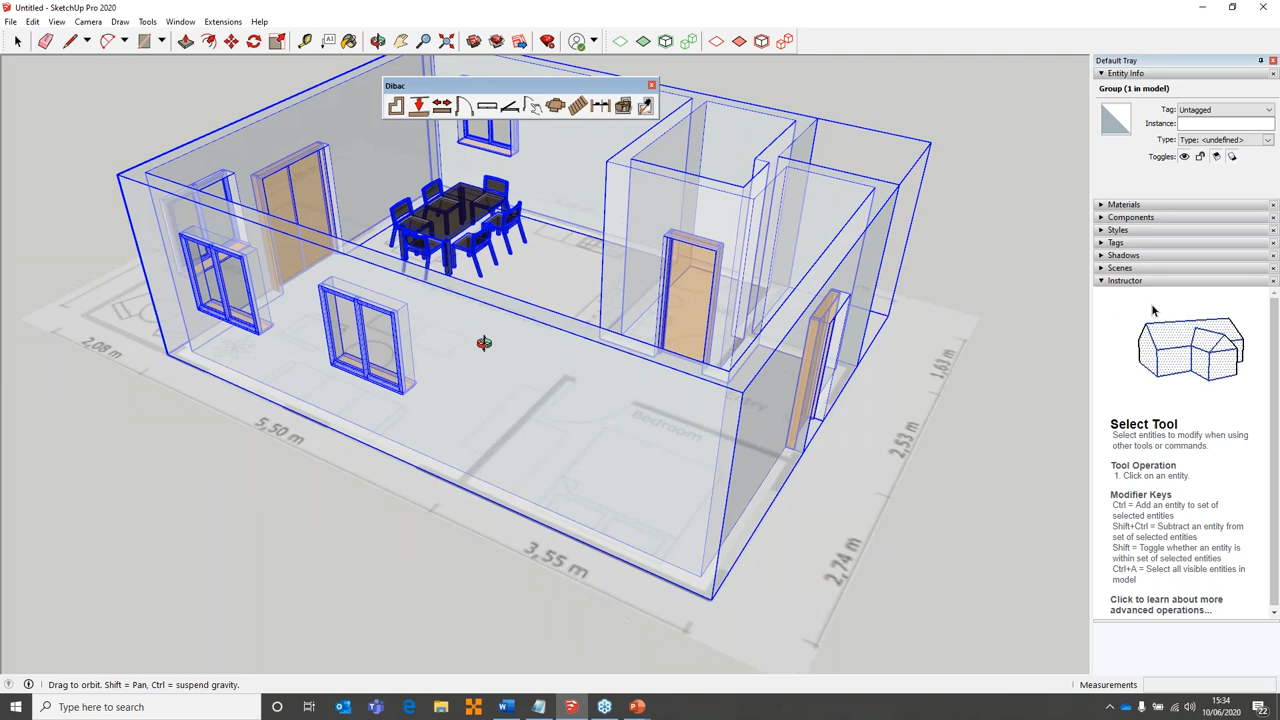 Untitled - SketchUp Pro 2020
File Edit View Camera Draw Tools Window Extensions Help
Dibac
Default Tray
Entity Info
Group (1 in model)
Tag: Untagged
Instance:
Type: Type: <undefined>
Toggles:
Materials
Components
Styles
Tags
Shadows
Scenes
Instructor
Select Tool
Select entities to modify when using
other tools or commands.
Tool Operation
1. Click on an entity.
Modifier Keys
Ctrl = Add an entity to set of
selected entities
Shift+Ctrl = Subtract an entity from
set of selected entities
Shift = Toggle whether an entity is
within set of selected entities
Ctrl+A = Select all visible entities in
model
Click to learn about more
advanced operations...
2,08 m
5,50 m
3,55 m
2,74 m
2,53 m
1,63 m
Bedroom
Drag to orbit. Shift = Pan, Ctrl = suspend gravity.
Measurements
Type here to search
15:34
10/06/2020
22